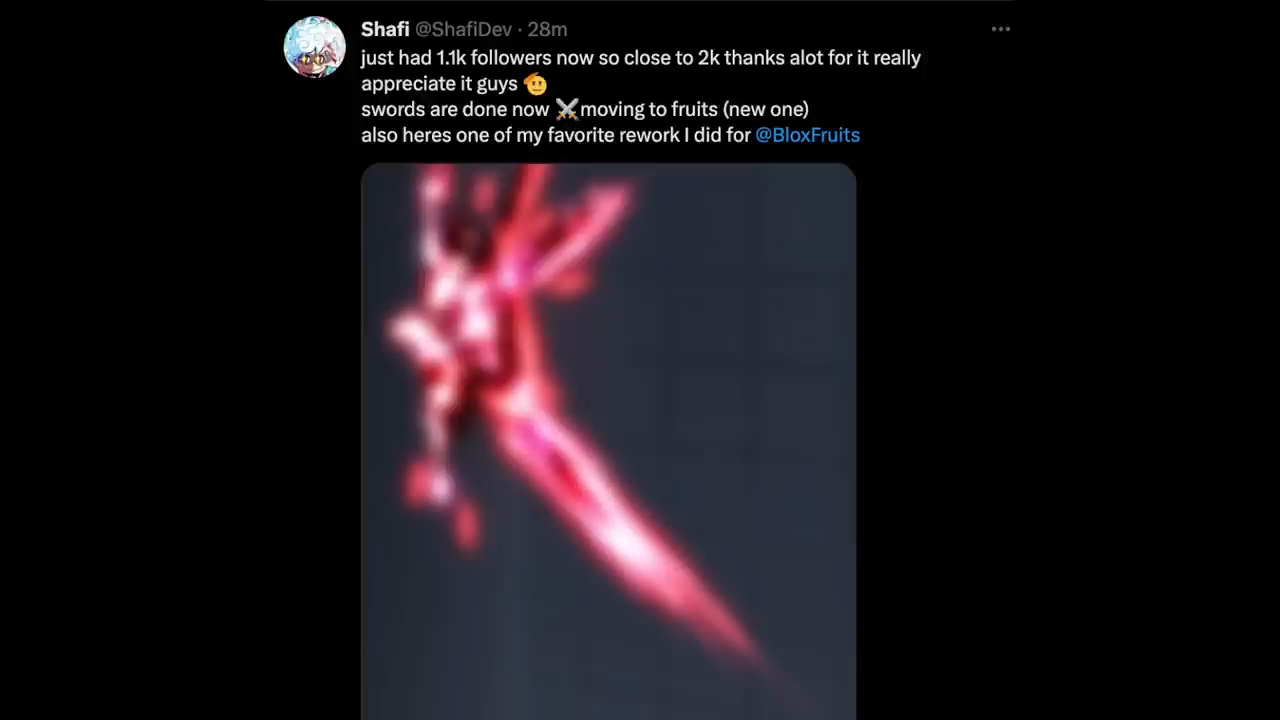 Shafi @ShafiDev · 28m
just had 1.1k followers now so close to 2k thanks alot for it really
appreciate it guys 🫡
swords are done now ⚔️moving to fruits (new one)
also heres one of my favorite rework I did for @BloxFruits